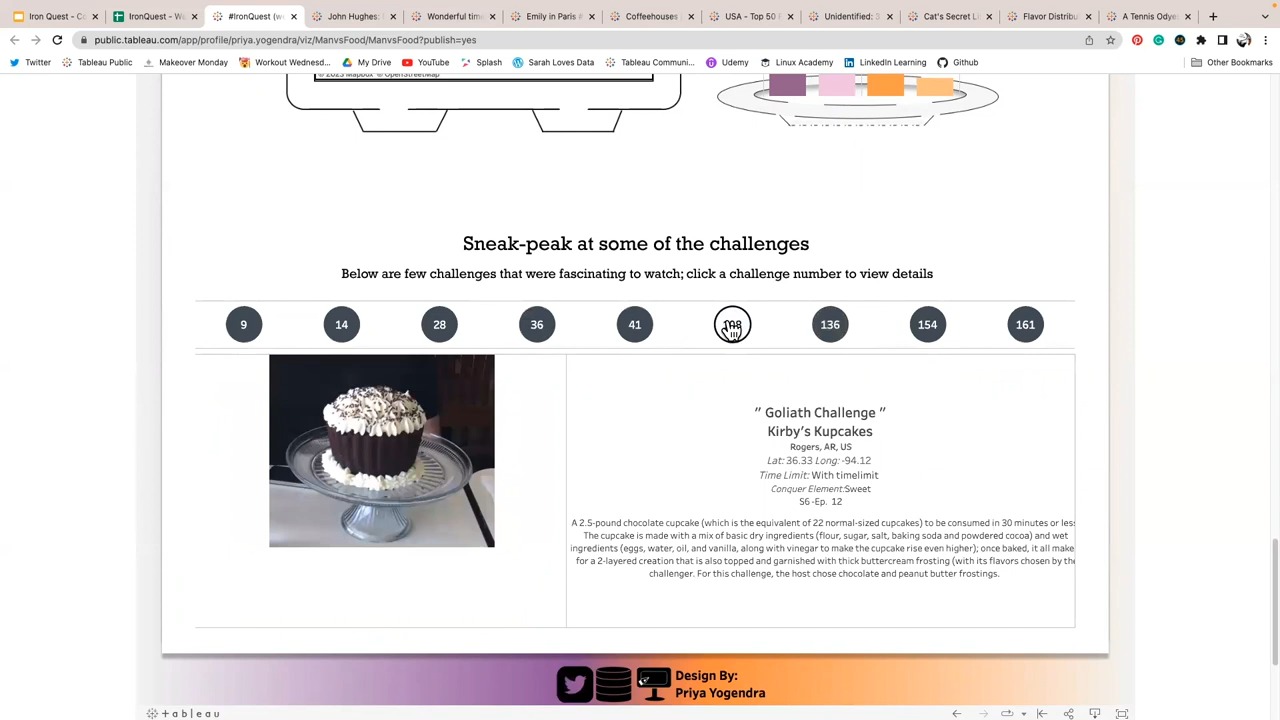 Iron Quest - Ca
IronQuest - We
#IronQuest (w
John Hughes: (
Wonderful time
Emily in Paris #
Coffeehouses
USA - Top 50
Unidentified: S
Cat's Secret Li
Flavor Distribu
A Tennis Odye
public.tableau.com/app/profile/priya.yogendra/viz/ManvsFood/ManvsFood?publish=yes
Twitter
Tableau Public
Makeover Monday
Workout Wednesd...
My Drive
YouTube
Splash
Sarah Loves Data
Tableau Communi...
Udemy
Linux Academy
LinkedIn Learning
Github
Other Bookmarks
© 2023 Mapbox © OpenStreetMap
Sneak-peak at some of the challenges
Below are few challenges that were fascinating to watch; click a challenge number to view details
9 14 28 36 41 136 154 161
" Goliath Challenge "
Kirby's Kupcakes
Rogers, AR, US
Lat: 36.33 Long: -94.12
Time Limit: With timelimit
Conquer Element:Sweet
S6 -Ep. 12
A 2.5-pound chocolate cupcake (which is the equivalent of 22 normal-sized cupcakes) to be consumed in 30 minutes or less
The cupcake is made with a mix of basic dry ingredients (flour, sugar, salt, baking soda and powdered cocoa) and wet
ingredients (eggs, water, oil, and vanilla, along with vinegar to make the cupcake rise even higher); once baked, it all make
for a 2-layered creation that is also topped and garnished with thick buttercream frosting (with its flavors chosen by the
challenger. For this challenge, the host chose chocolate and peanut butter frostings.
Design By:
Priya Yogendra
+ a b l e a u